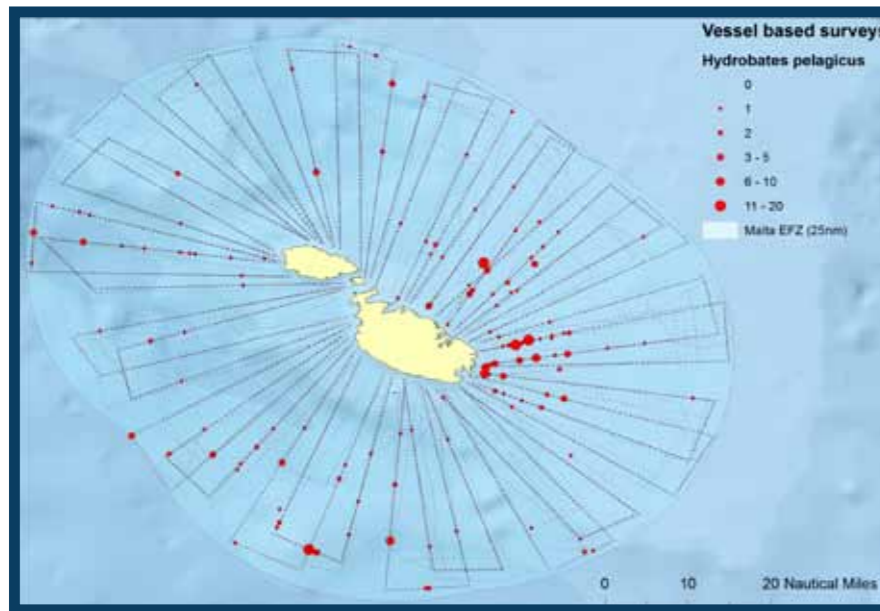 Vessel based surveys
Hydrobates pelagicus
0
1
2
3 - 5
6 - 10
11 - 20
Malta EFZ (25nm)
0 10 20 Nautical Miles